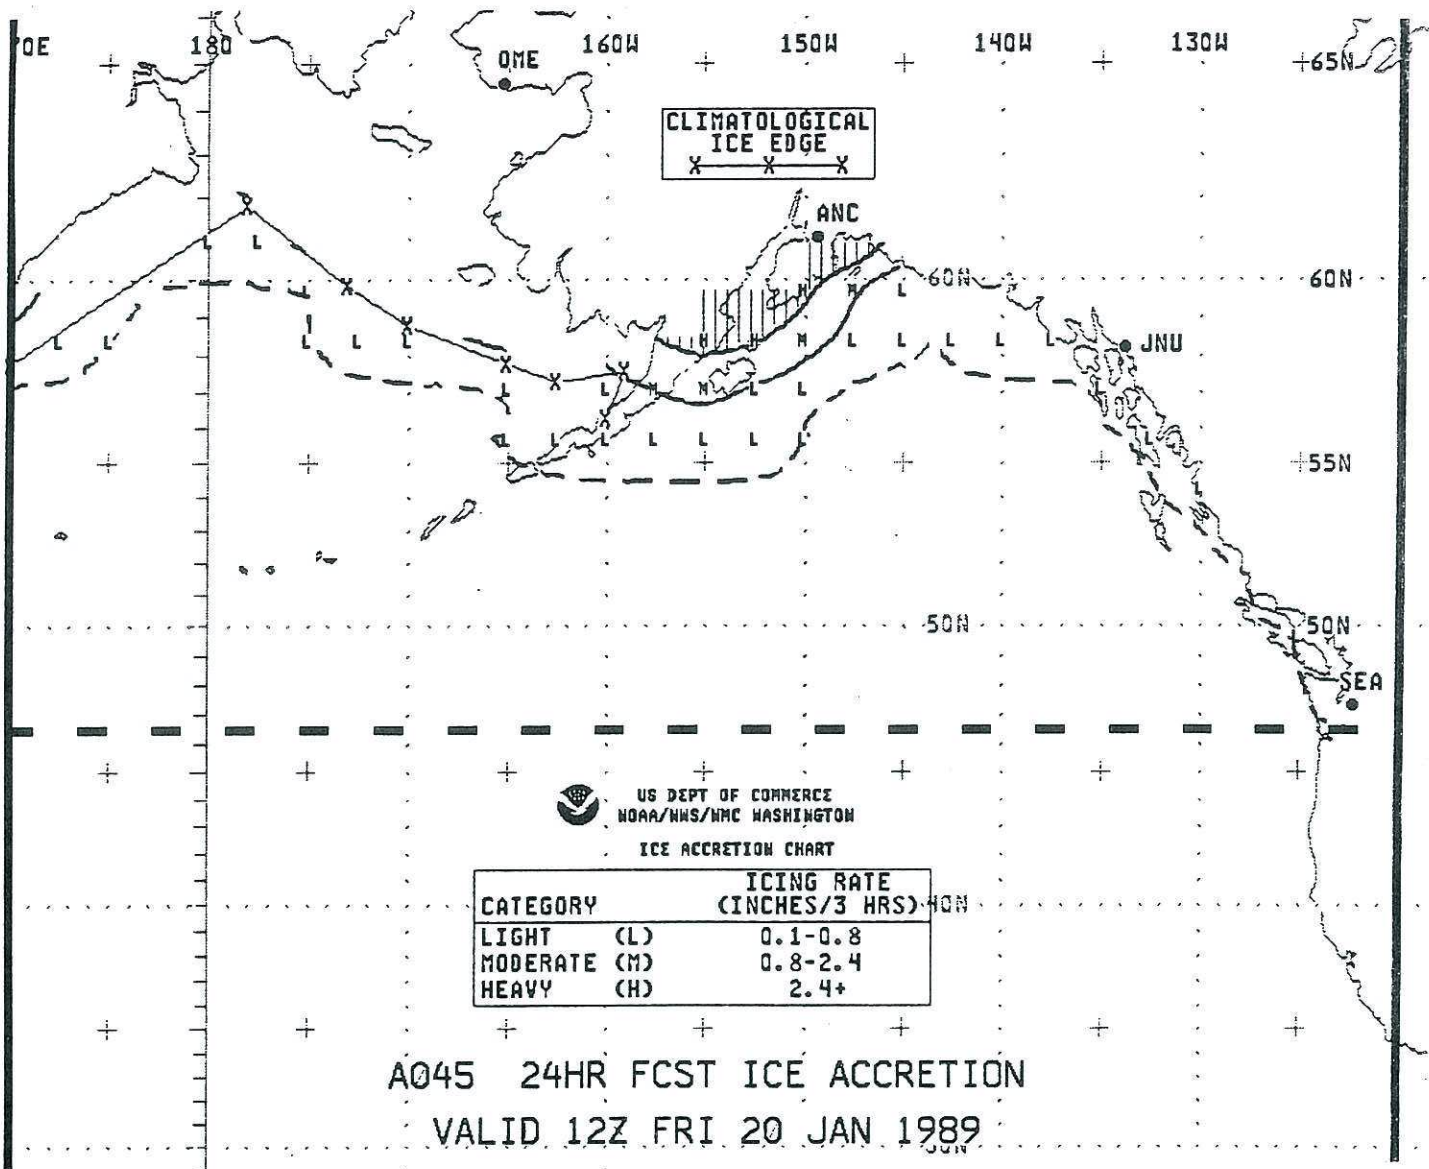 0E 180 160W 150W 140W 130W
65N
OME
CLIMATOLOGICAL
ICE EDGE
X X X
ANC
X
L L
60N 60N
X H M L
X
L L L L L H H M L L L L L JNU
X X X
L L M M L L L
X
L L L L L L L L
55N
50N 50N
SEA
US DEPT OF COMMERCE
NOAA/NWS/NMC WASHINGTON
ICE ACCRETION CHART
ICING RATE
CATEGORY (INCHES/3 HRS) 40N
LIGHT (L) 0.1-0.8
MODERATE (M) 0.8-2.4
HEAVY (H) 2.4+
A045 24HR FCST ICE ACCRETION
VALID 12Z FRI 20 JAN 1989
30N